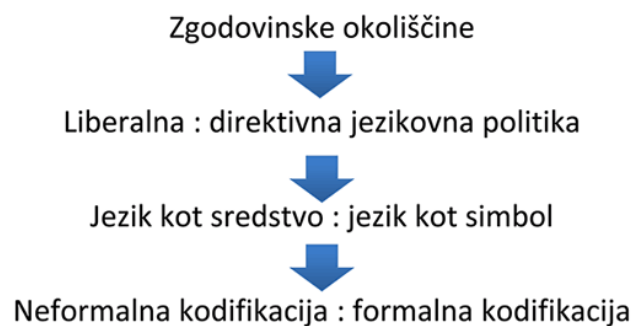 Zgodovinske okoliščine
Liberalna : direktivna jezikovna politika
Jezik kot sredstvo : jezik kot simbol
Neformalna kodifikacija : formalna kodifikacija